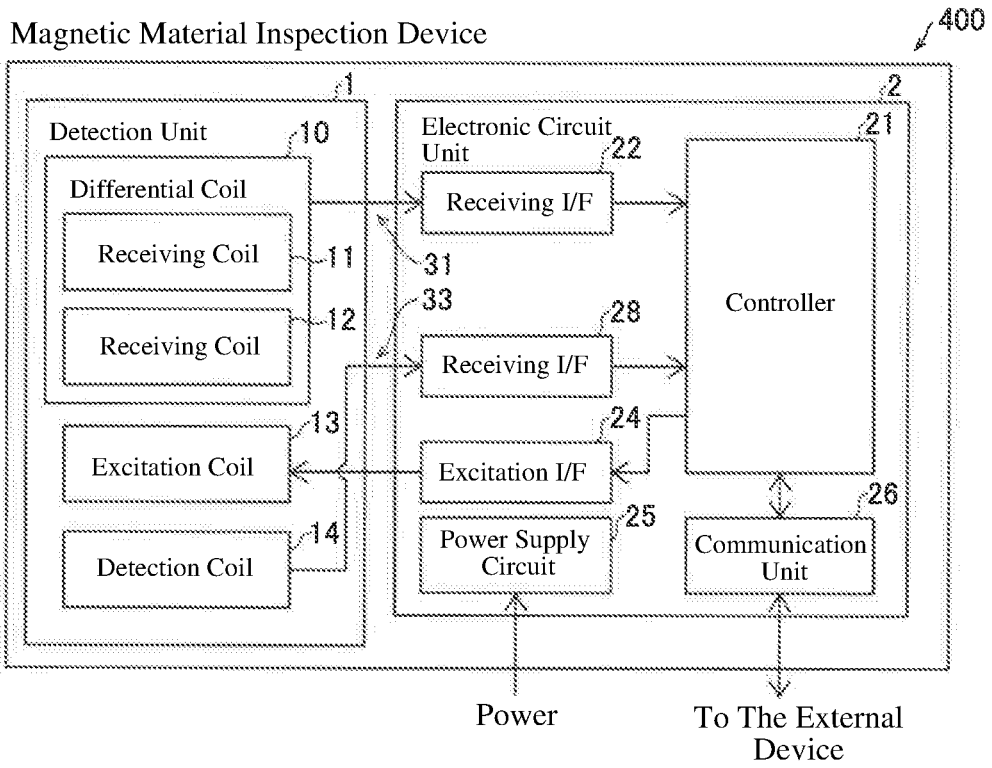 400
Magnetic Material Inspection Device
1
2
Detection Unit
10
Differential Coil
Receiving Coil
11
12
Receiving Coil
13
Excitation Coil
14
Detection Coil
31
33
Electronic Circuit
Unit
22
Receiving I/F
28
Receiving I/F
24
Excitation I/F
25
Power Supply
Circuit
21
Controller
26
Communication
Unit
Power
To The External
Device